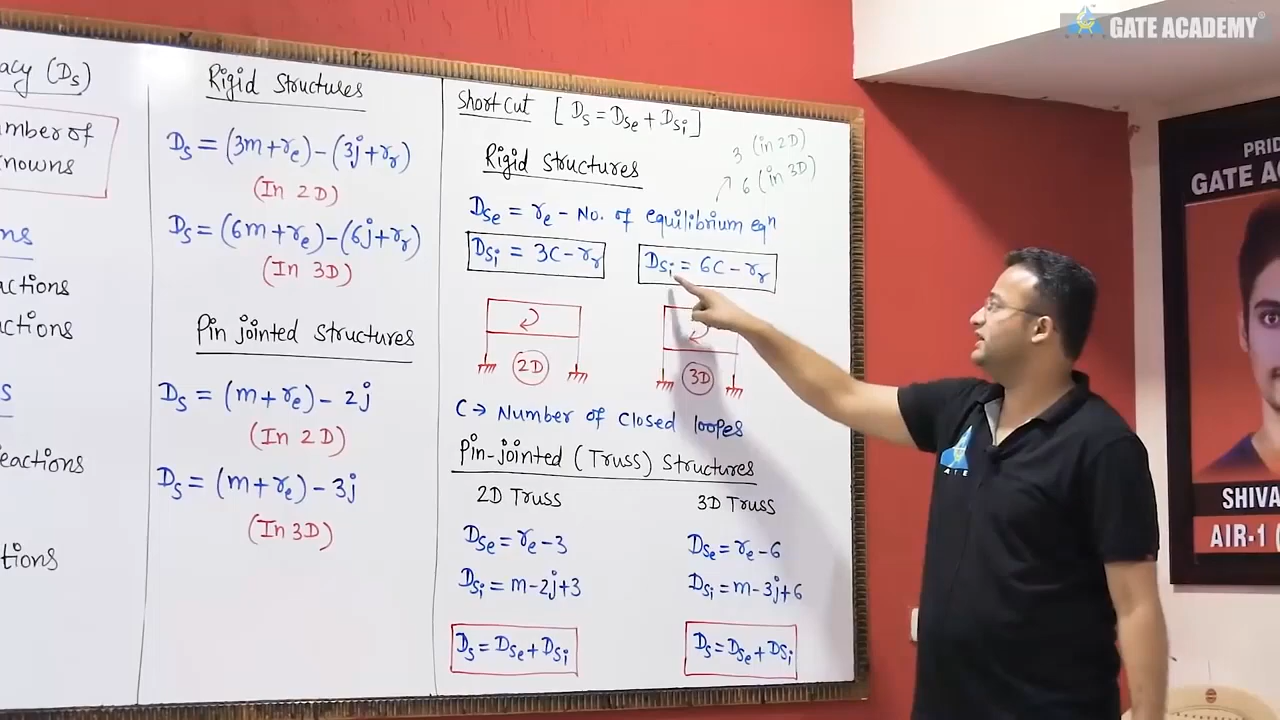 GATE ACADEMY
acy (Ds)
mber of
nowns
ns
actions
ctions
s
eactions
tions
Rigid Structures
Ds = (3m+re)-(3j+rr)
(In 2D)
Ds = (6m+re)-(6j+rr)
(In 3D)
Pin jointed Structures
Ds = (m+re)- 2j
(In 2D)
Ds = (m+re)-3j
(In 3D)
Shortcut [Ds = Dse + Dsi]
3 (in 2D)
6 (in 3D)
Rigid Structures
Dse = re - No. of equilibrium eqn
Dsi = 3C-rr
Dsi = 6C-rr
2D
3D
C → Number of closed loopes
Pin-jointed (Truss) Structures
2D Truss
3D Truss
Dse = re-3
Dse = re-6
Dsi = m-2j+3
Dsi = m-3j+6
Ds = Dse + Dsi
Ds = Dse + Dsi
PRID
GATE A
SHIVA
AIR-1 (